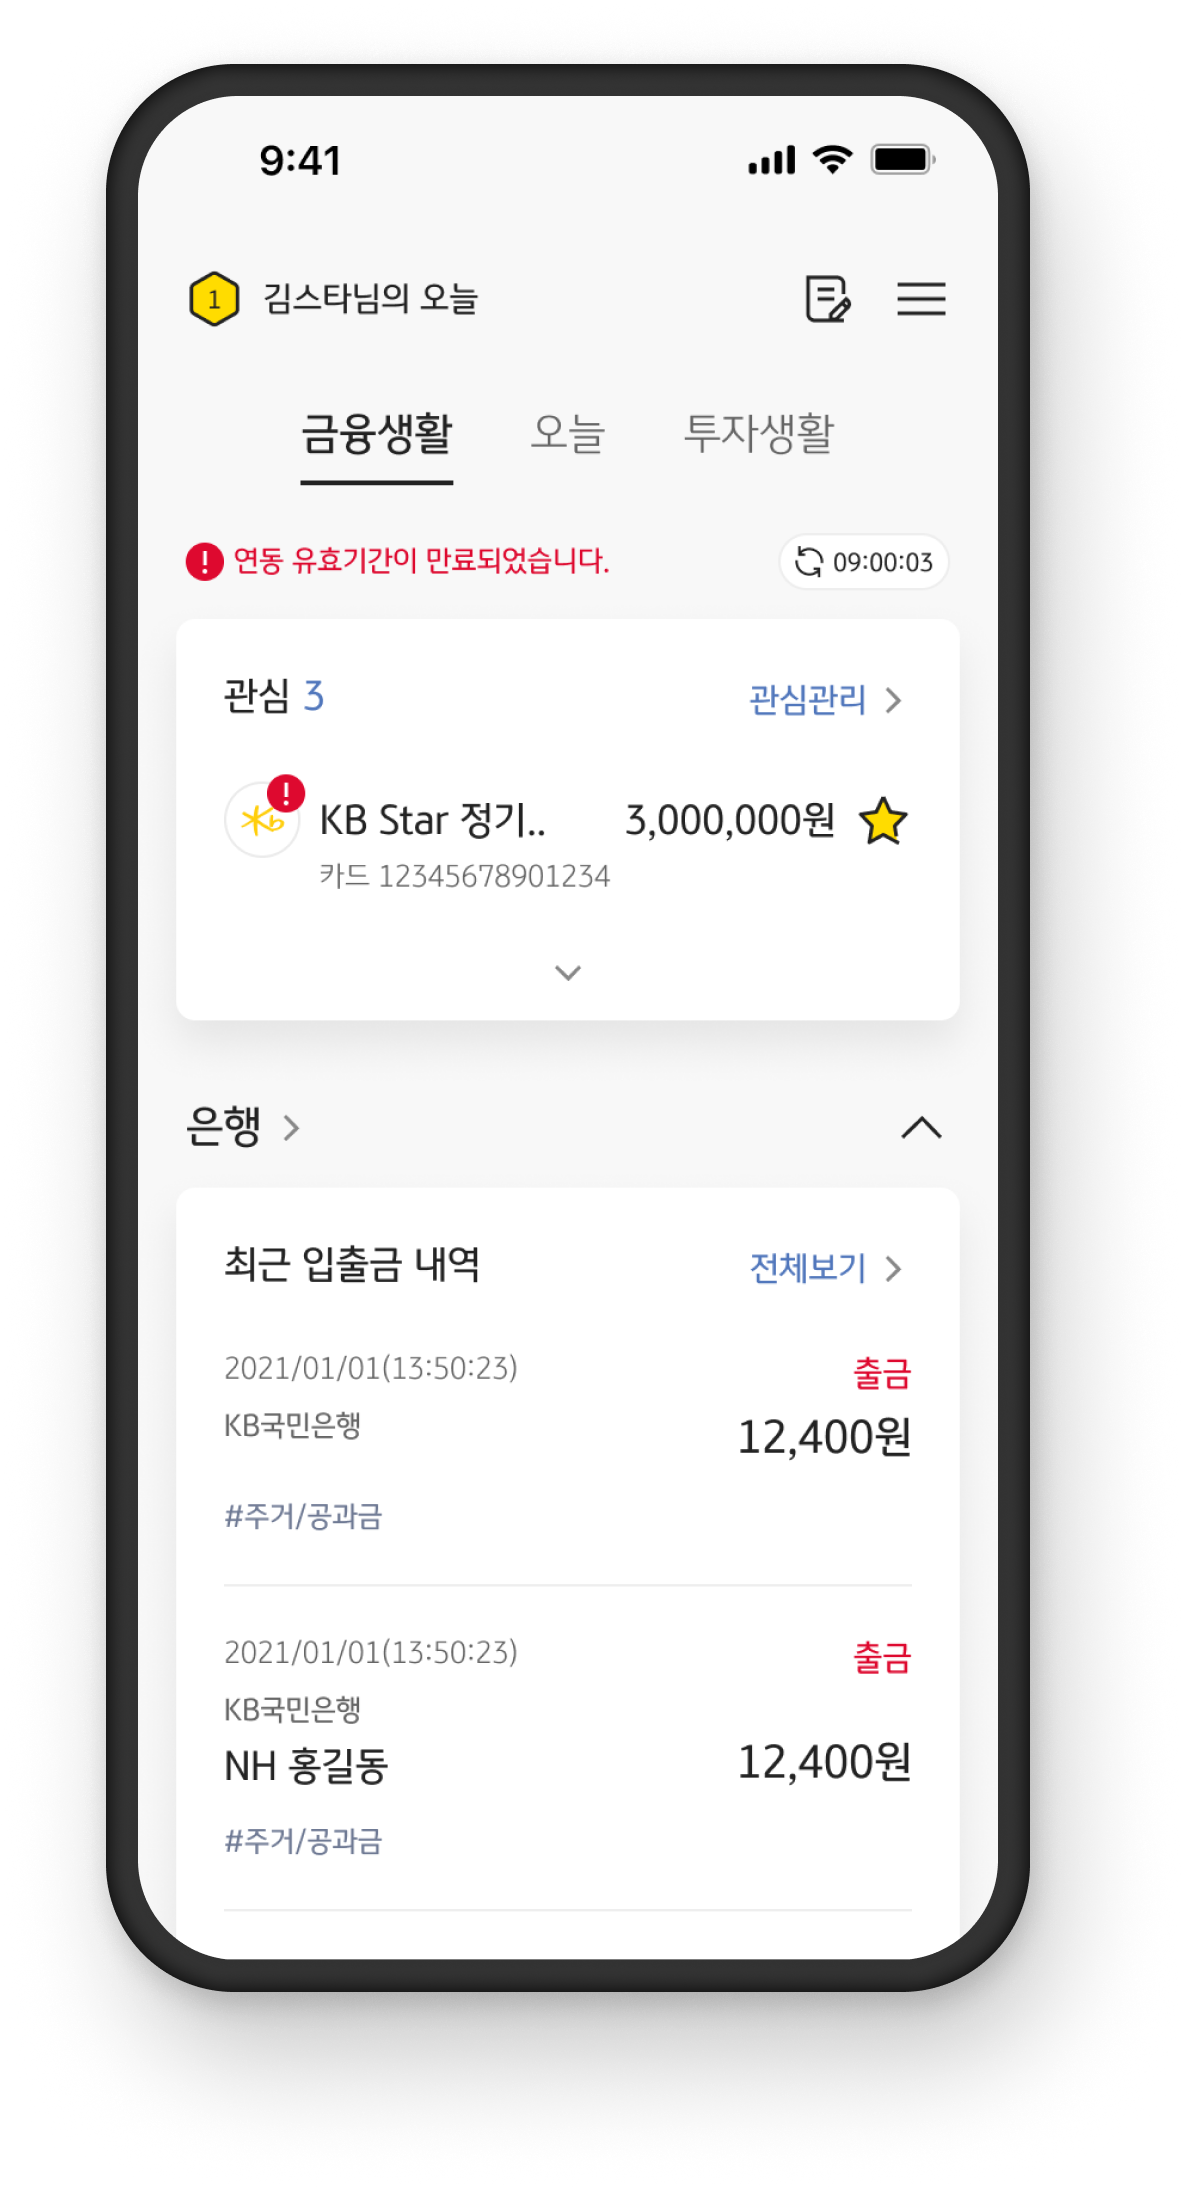 9:41
1 김스타님의 오늘
금융생활 오늘 투자생활
! 연동 유효기간이 만료되었습니다. 09:00:03
관심 3 관심관리
! KB Star 정기.. 3,000,000원
카드 12345678901234
은행
최근 입출금 내역 전체보기
2021/01/01(13:50:23) 출금
KB국민은행 12,400원
#주거/공과금
2021/01/01(13:50:23) 출금
KB국민은행
NH 홍길동 12,400원
#주거/공과금